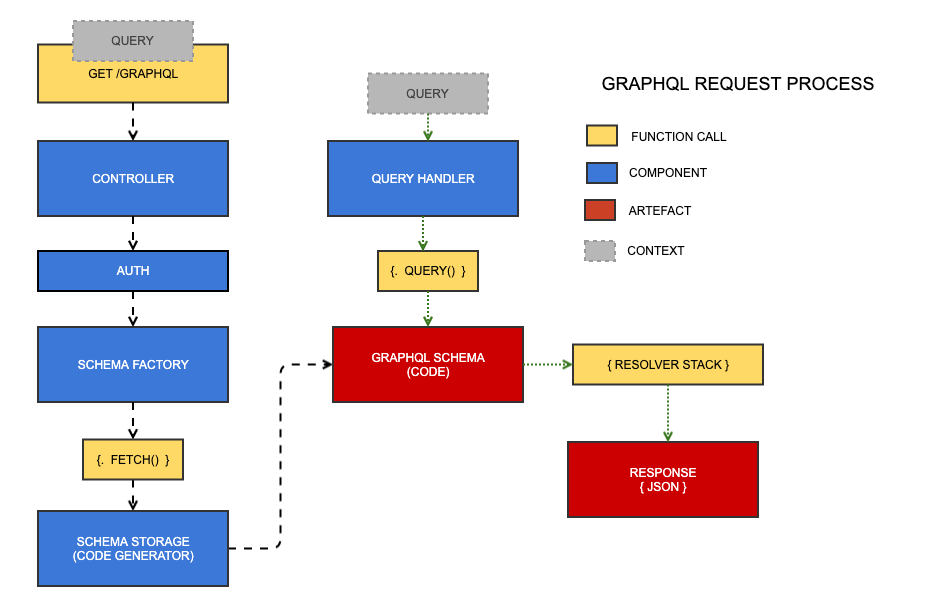 QUERY
GET /GRAPHQL
CONTROLLER
AUTH
SCHEMA FACTORY
{.  FETCH()  }
SCHEMA STORAGE
(CODE GENERATOR)
QUERY
QUERY HANDLER
{.  QUERY()  }
GRAPHQL SCHEMA
(CODE)
{ RESOLVER STACK }
RESPONSE
{ JSON }
GRAPHQL REQUEST PROCESS
FUNCTION CALL
COMPONENT
ARTEFACT
CONTEXT